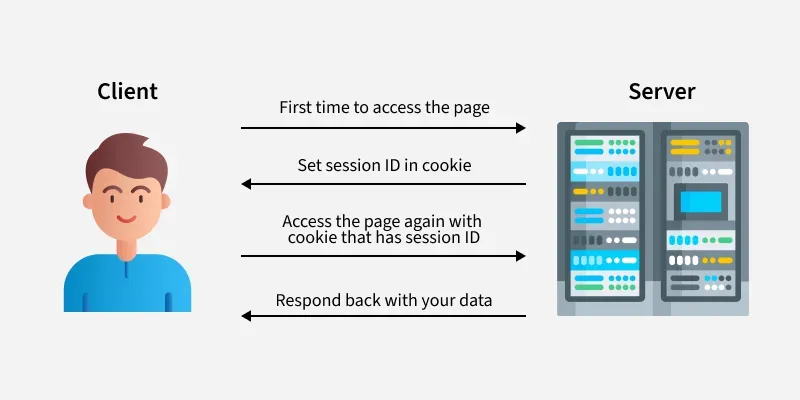 Client
Server
First time to access the page
Set session ID in cookie
Access the page again with
cookie that has session ID
Respond back with your data